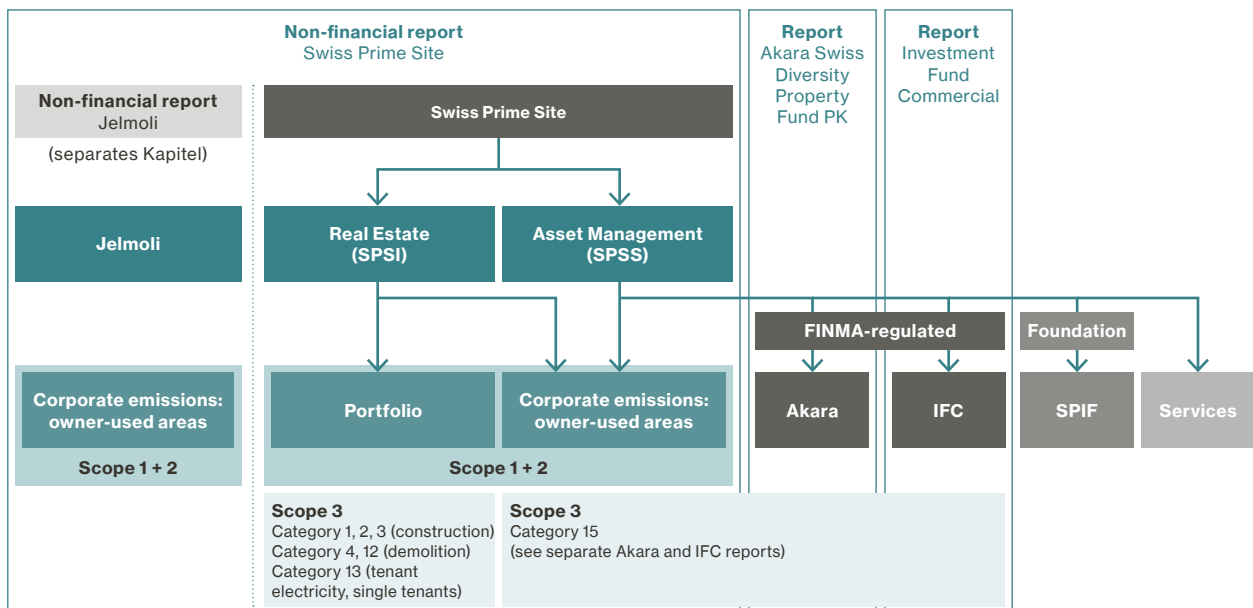 Non-financial report
Swiss Prime Site
Report
Akara Swiss
Diversity
Property
Fund PK
Report
Investment
Fund
Commercial
Non-financial report
Jelmoli
(separates Kapitel)
Swiss Prime Site
Jelmoli
Real Estate
(SPSI)
Asset Management
(SPSS)
FINMA-regulated
Foundation
Corporate emissions:
owner-used areas
Portfolio
Corporate emissions:
owner-used areas
Akara
IFC
SPIF
Services
Scope 1 + 2
Scope 1 + 2
Scope 3
Category 1, 2, 3 (construction)
Category 4, 12 (demolition)
Category 13 (tenant
electricity, single tenants)
Scope 3
Category 15
(see separate Akara and IFC reports)